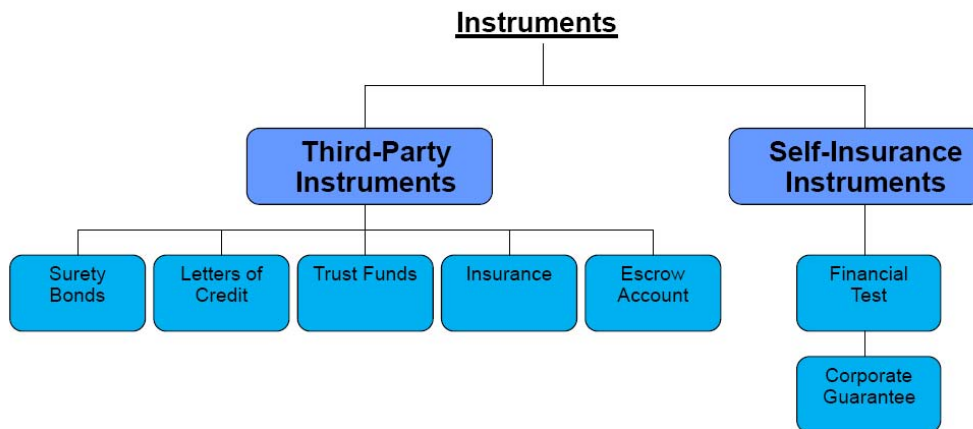 Instruments
Third-Party
Instruments
Self-Insurance
Instruments
Surety
Bonds
Letters of
Credit
Trust Funds
Insurance
Escrow
Account
Financial
Test
Corporate
Guarantee